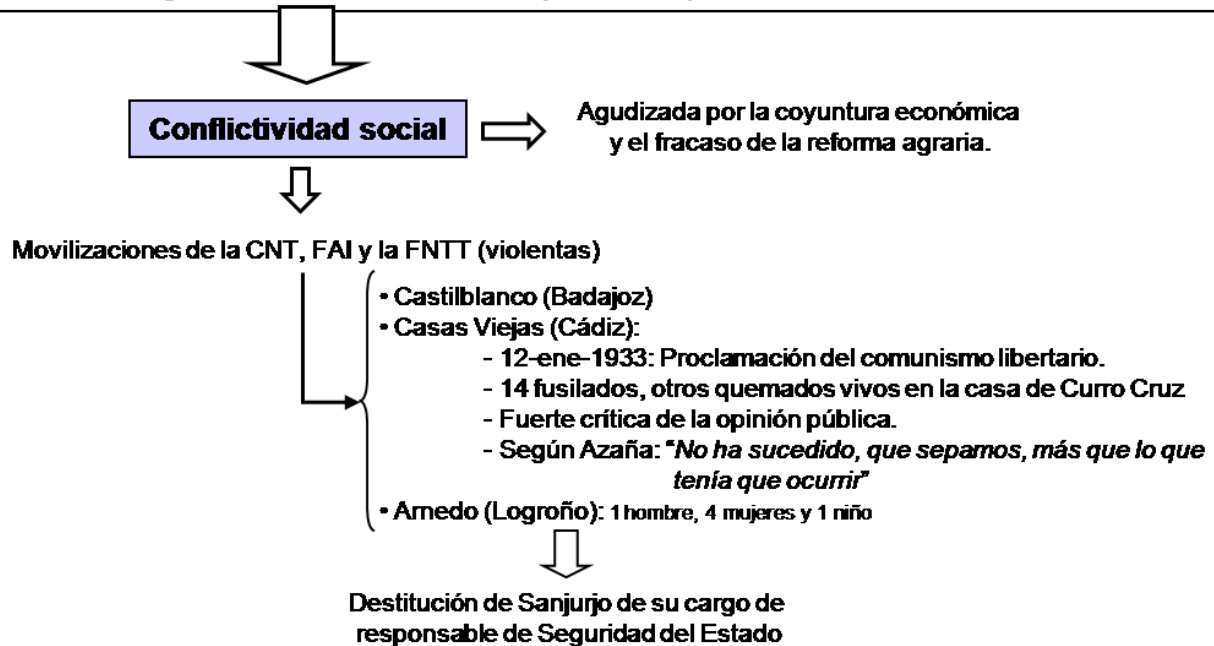 Conflictividad social
Agudizada por la coyuntura económica
y el fracaso de la reforma agraria.
Movilizaciones de la CNT, FAI y la FNTT (violentas)
• Castilblanco (Badajoz)
• Casas Viejas (Cádiz):
- 12-ene-1933: Proclamación del comunismo libertario.
- 14 fusilados, otros quemados vivos en la casa de Curro Cruz
- Fuerte crítica de la opinión pública.
- Según Azaña: “No ha sucedido, que sepamos, más que lo que
tenía que ocurrir”
• Arnedo (Logroño): 1 hombre, 4 mujeres y 1 niño
Destitución de Sanjurjo de su cargo de
responsable de Seguridad del Estado